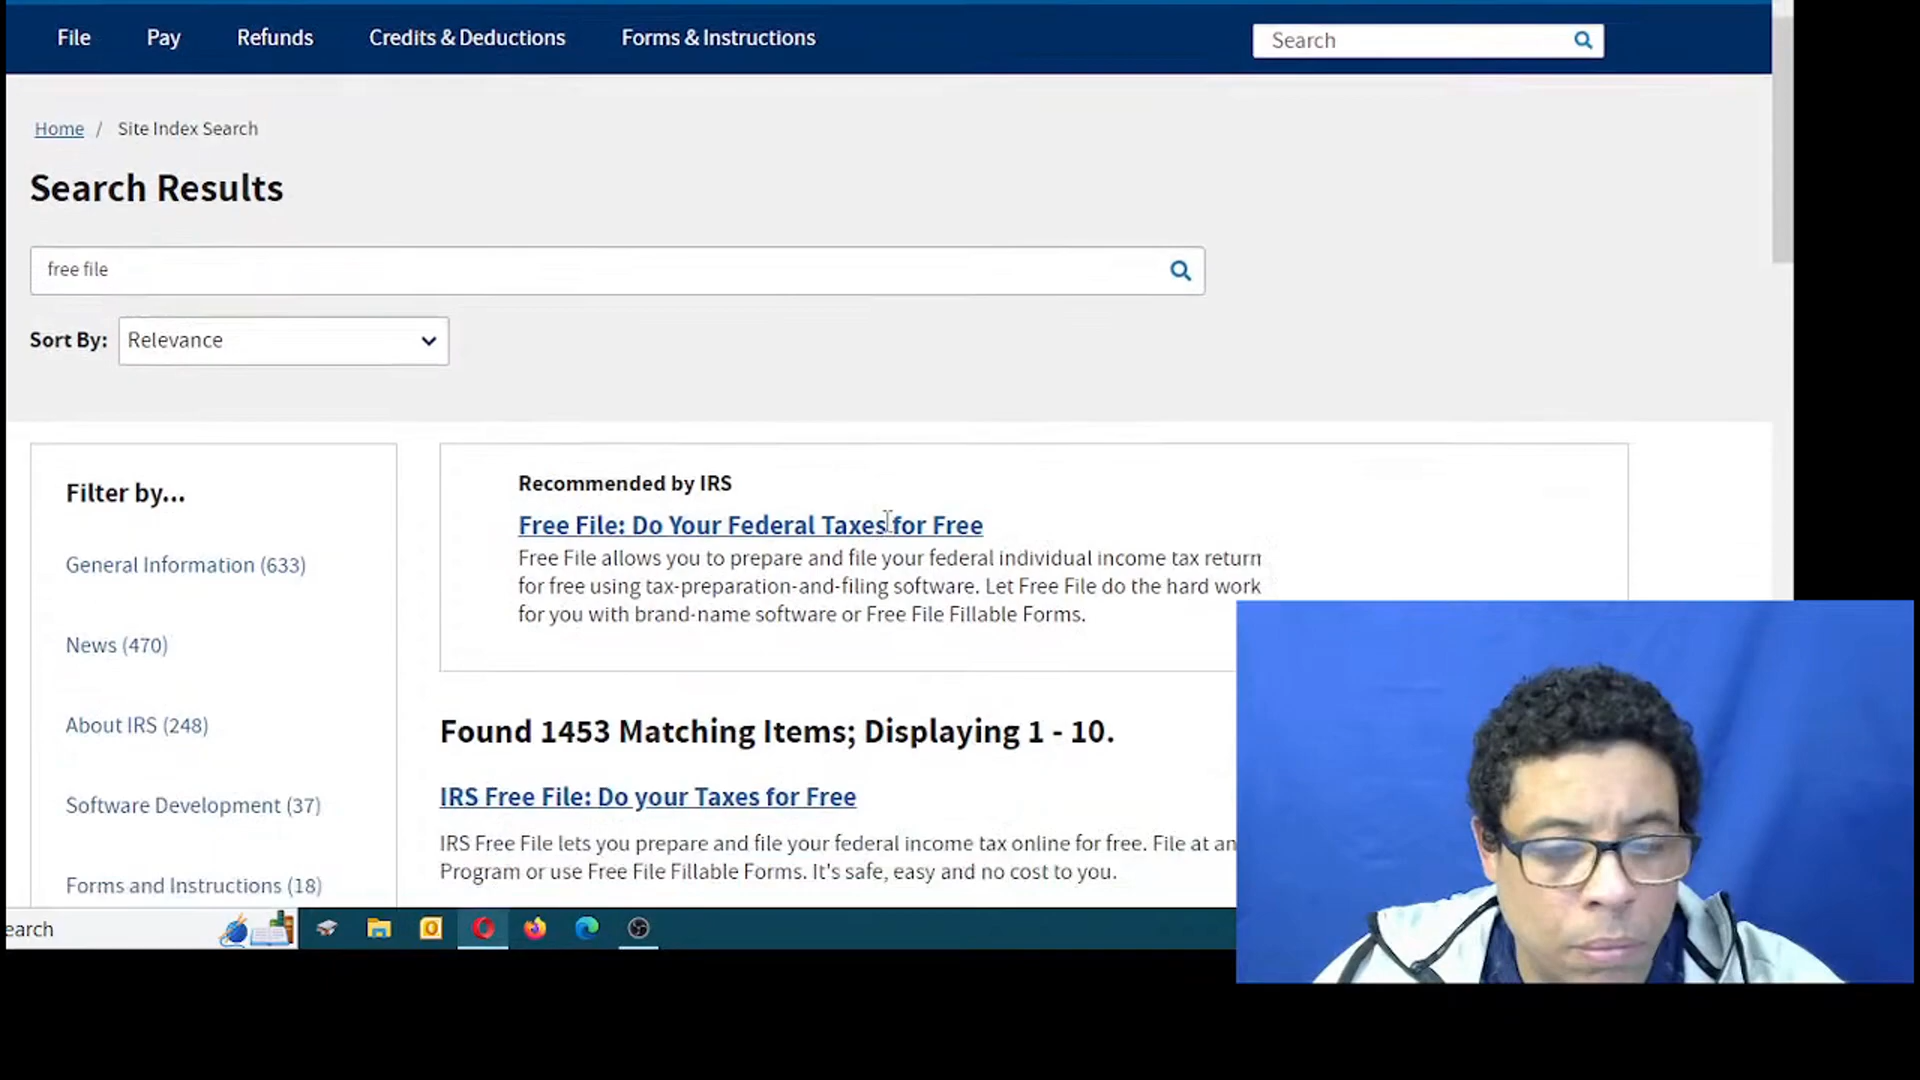 File Pay Refunds Credits & Deductions Forms & Instructions Search
Home / Site Index Search
Search Results
free file
Sort By: Relevance
Filter by...
General Information (633)
News (470)
About IRS (248)
Software Development (37)
Forms and Instructions (18)
Recommended by IRS
Free File: Do Your Federal Taxes for Free
Free File allows you to prepare and file your federal individual income tax return
for free using tax-preparation-and-filing software. Let Free File do the hard work
for you with brand-name software or Free File Fillable Forms.
Found 1453 Matching Items; Displaying 1 - 10.
IRS Free File: Do your Taxes for Free
IRS Free File lets you prepare and file your federal income tax online for free. File at an
Program or use Free File Fillable Forms. It's safe, easy and no cost to you.
earch